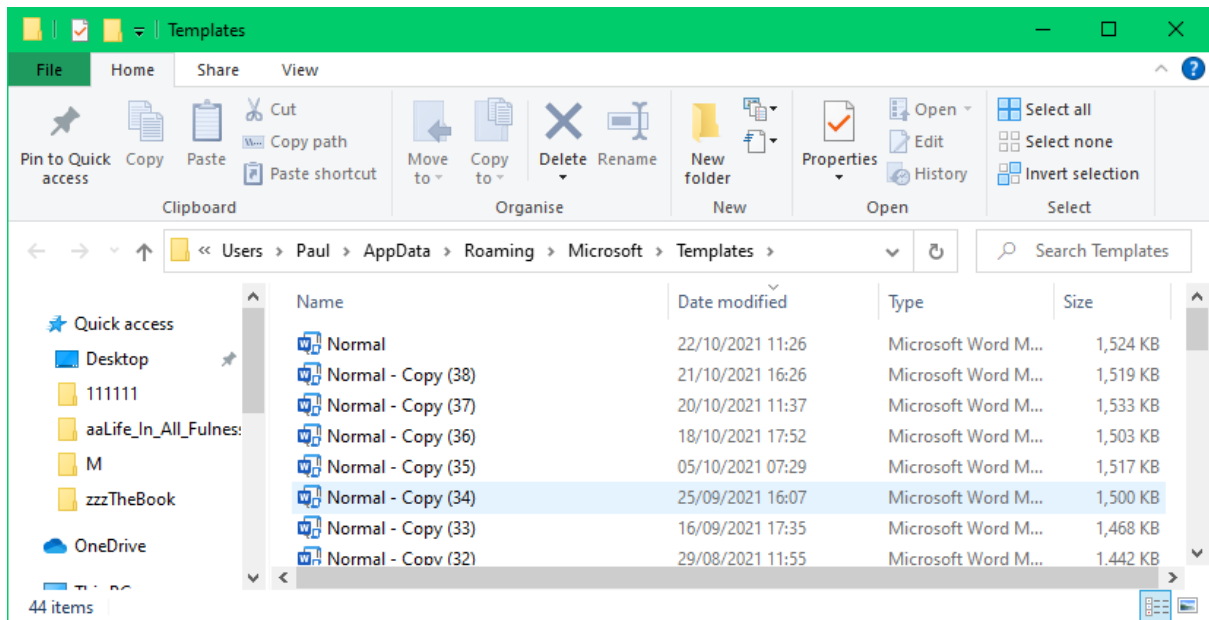 Templates
File Home Share View
Pin to Quick access
Copy
Paste
Cut
Copy path
Paste shortcut
Clipboard
Move to
Copy to
Delete
Rename
Organise
New folder
New
Properties
Open
Edit
History
Open
Select all
Select none
Invert selection
Select
« Users > Paul > AppData > Roaming > Microsoft > Templates >
Search Templates
Quick access
Desktop
111111
aaLife_In_All_Fulnes
M
zzzTheBook
OneDrive
This PC
Name Date modified Type Size
Normal 22/10/2021 11:26 Microsoft Word M... 1,524 KB
Normal - Copy (38) 21/10/2021 16:26 Microsoft Word M... 1,519 KB
Normal - Copy (37) 20/10/2021 11:37 Microsoft Word M... 1,533 KB
Normal - Copy (36) 18/10/2021 17:52 Microsoft Word M... 1,503 KB
Normal - Copy (35) 05/10/2021 07:29 Microsoft Word M... 1,517 KB
Normal - Copy (34) 25/09/2021 16:07 Microsoft Word M... 1,500 KB
Normal - Copy (33) 16/09/2021 17:35 Microsoft Word M... 1,468 KB
Normal - Copy (32) 29/08/2021 11:55 Microsoft Word M... 1,442 KB
44 items